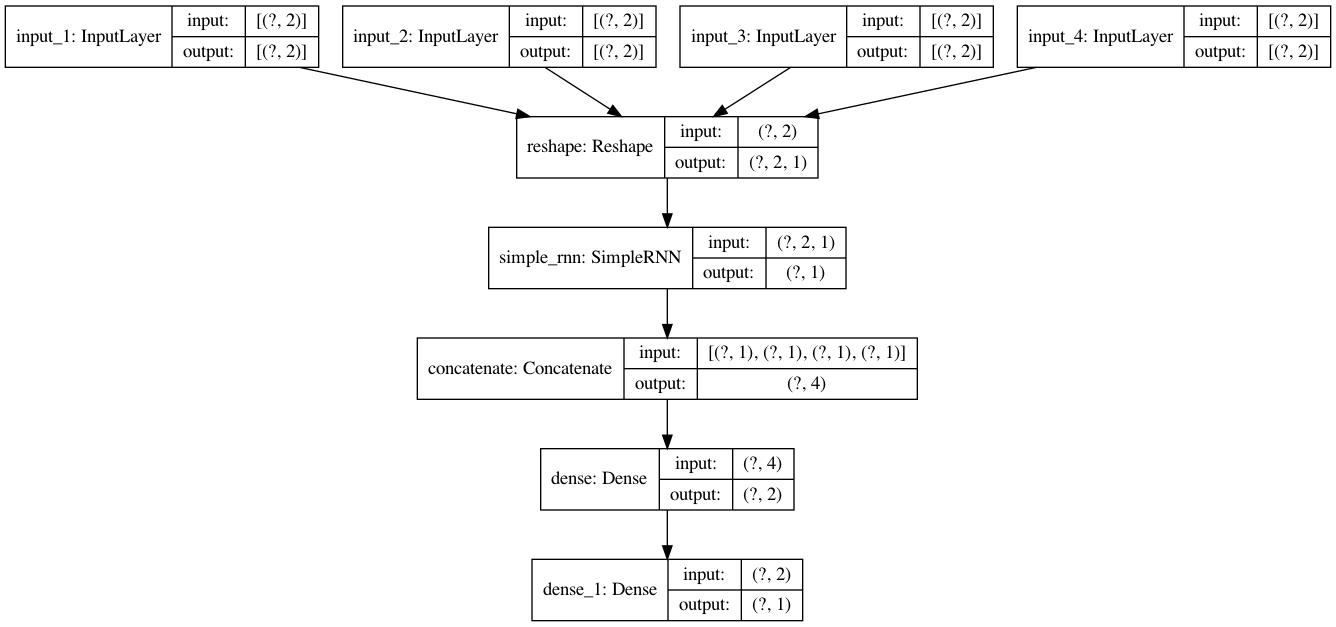 input_1: InputLayer input: [(?, 2)] output: [(?, 2)]
input_2: InputLayer input: [(?, 2)] output: [(?, 2)]
input_3: InputLayer input: [(?, 2)] output: [(?, 2)]
input_4: InputLayer input: [(?, 2)] output: [(?, 2)]
reshape: Reshape input: (?, 2) output: (?, 2, 1)
simple_rnn: SimpleRNN input: (?, 2, 1) output: (?, 1)
concatenate: Concatenate input: [(?, 1), (?, 1), (?, 1), (?, 1)] output: (?, 4)
dense: Dense input: (?, 4) output: (?, 2)
dense_1: Dense input: (?, 2) output: (?, 1)